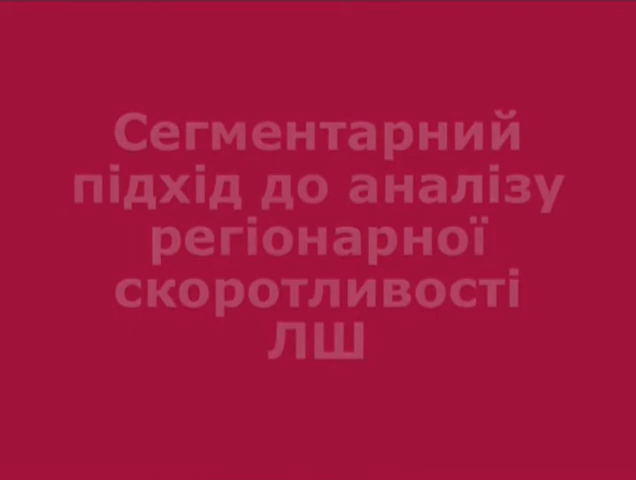 Сегментарний
підхід до аналізу
регіонарної
скоротливості
ЛШ